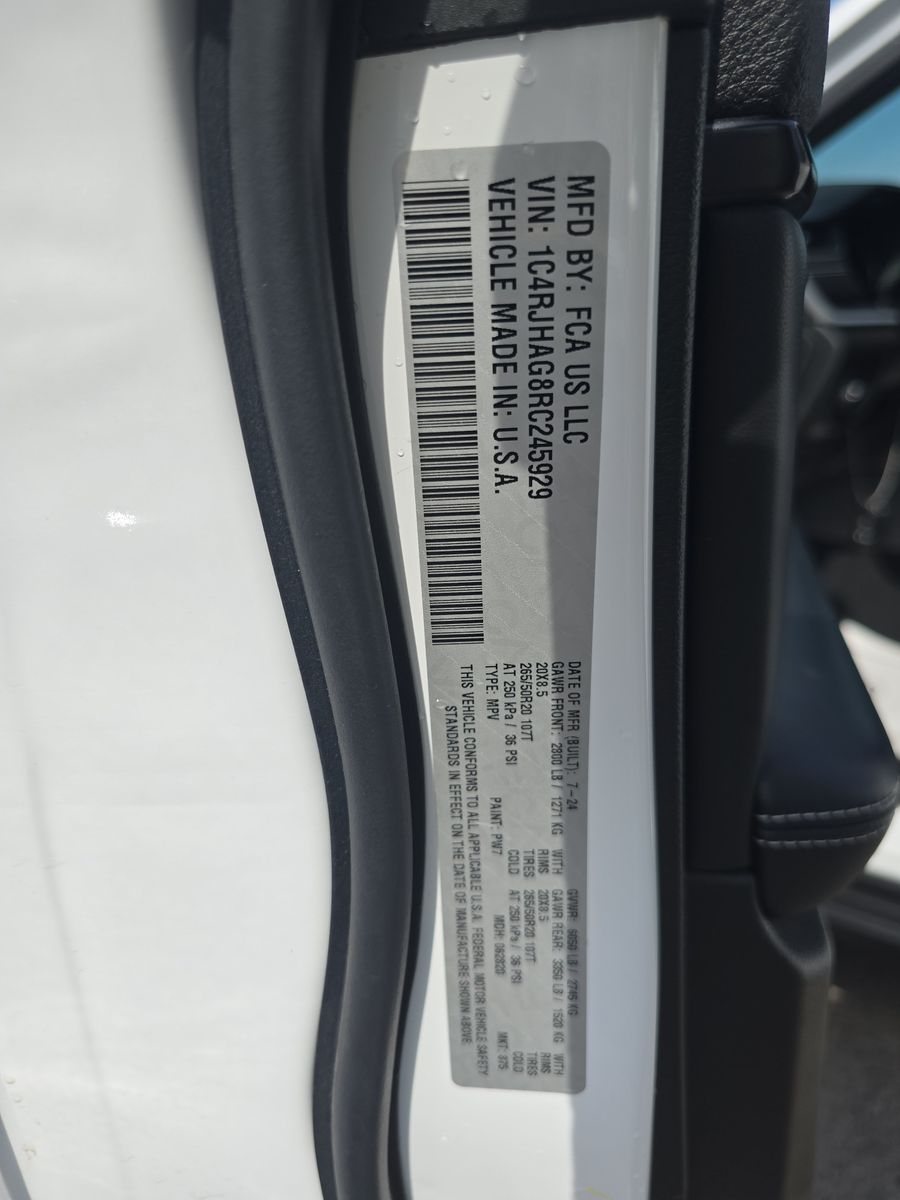 MFD BY: FCA US LLC
VIN: 1C4RJHAG8RC245929
VEHICLE MADE IN: U.S.A.
DATE OF MFR (BUILT): 7-24 GVWR: 6050 LB / 2745 KG
GAWR FRONT: 2800 LB / 1271 KG WITH GAWR REAR: 3350 LB / 1520 KG WITH
20X8.5 RIMS 20X8.5 RIMS
265/50R20 107T TIRES 265/50R20 107T TIRES
AT 250 kPa / 36 PSI COLD AT 250 kPa / 36 PSI COLD
TYPE: MPV PAINT: PW7 MDH: 062820 MKT: 875
THIS VEHICLE CONFORMS TO ALL APPLICABLE U.S.A. FEDERAL MOTOR VEHICLE SAFETY
STANDARDS IN EFFECT ON THE DATE OF MANUFACTURE SHOWN ABOVE